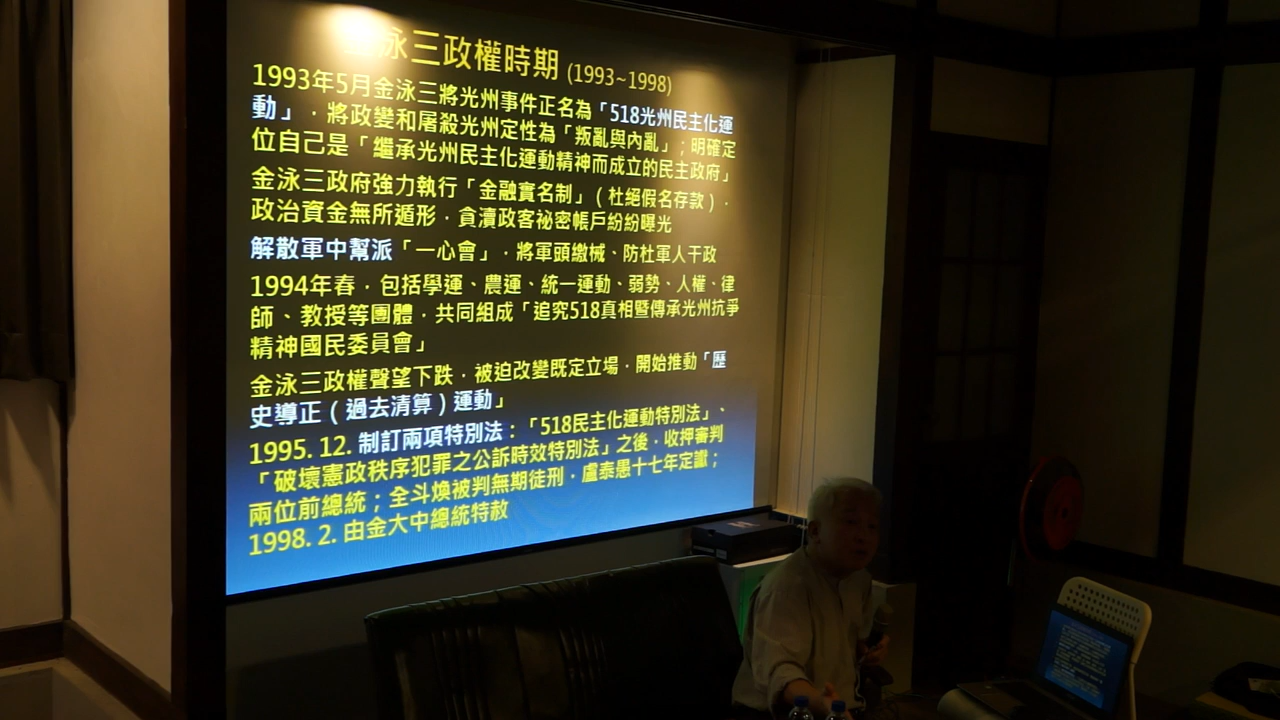 泳三政權時期 (1993~1998)
1993年5月金泳三將光州事件正名為「518光州民主化運
動」，將政變和屠殺光州定性為「叛亂與內亂」；明確定
位自己是「繼承光州民主化運動精神而成立的民主政府」
金泳三政府強力執行「金融實名制」（杜絕假名存款），
政治資金無所遁形，貪瀆政客祕密帳戶紛紛曝光
解散軍中幫派「一心會」，將軍頭繳械、防杜軍人干政
1994年春，包括學運、農運、統一運動、弱勢、人權、律
師、教授等團體，共同組成「追究518真相暨傳承光州抗爭
精神國民委員會」
金泳三政權聲望下跌，被迫改變既定立場，開始推動「歷
史導正（過去清算）運動」
1995. 12. 制訂兩項特別法：「518民主化運動特別法」、
「破壞憲政秩序犯罪之公訴時效特別法」之後，收押審判
兩位前總統；全斗煥被判無期徒刑，盧泰愚十七年定讞；
1998. 2. 由金大中總統特赦